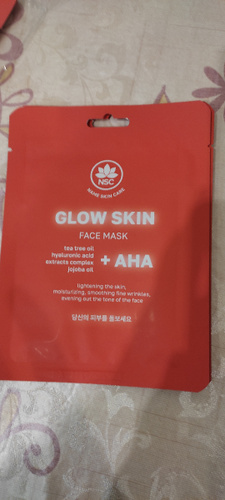 NSC
NAME SKIN CARE
GLOW SKIN
FACE MASK
tea tree oil
hyaluronic acid
extracts complex
jojoba oil
+ AHA
lightening the skin,
moisturizing, smoothing fine wrinkles,
evening out the tone of the face
당신의 피부를 돌보세요